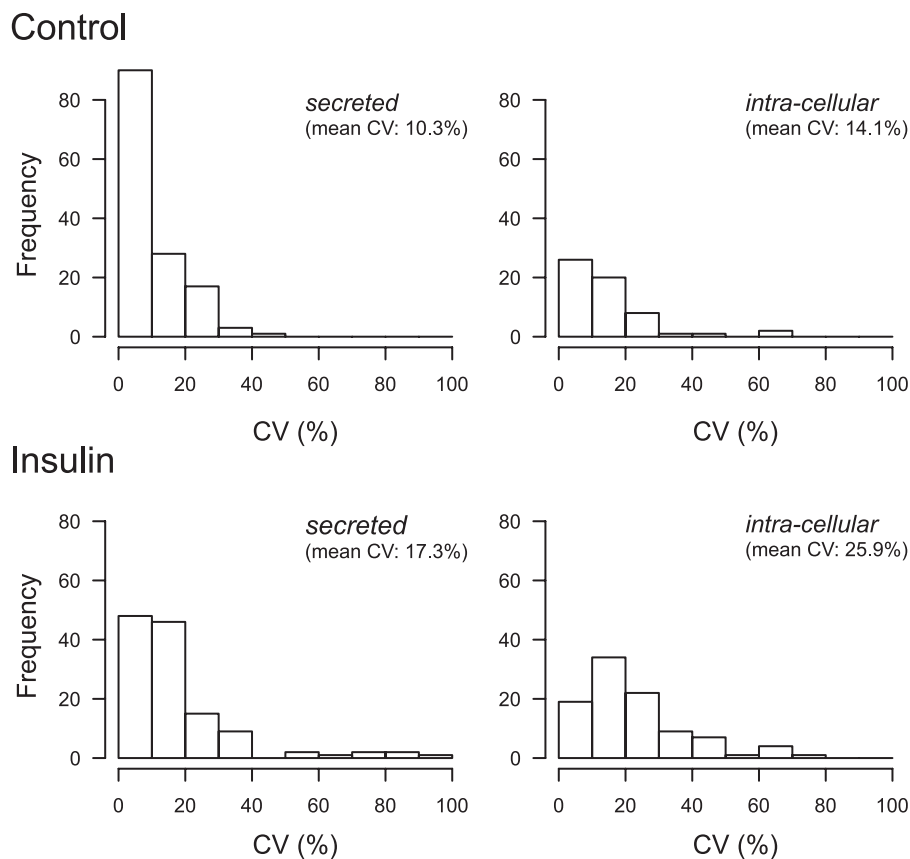 Control
secreted
(mean CV: 10.3%)
80
60
40
20
0
Frequency
0 20 40 60 80 100
CV (%)
intra-cellular
(mean CV: 14.1%)
80
60
40
20
0
0 20 40 60 80 100
CV (%)
Insulin
secreted
(mean CV: 17.3%)
80
60
40
20
0
Frequency
0 20 40 60 80 100
CV (%)
intra-cellular
(mean CV: 25.9%)
80
60
40
20
0
0 20 40 60 80 100
CV (%)